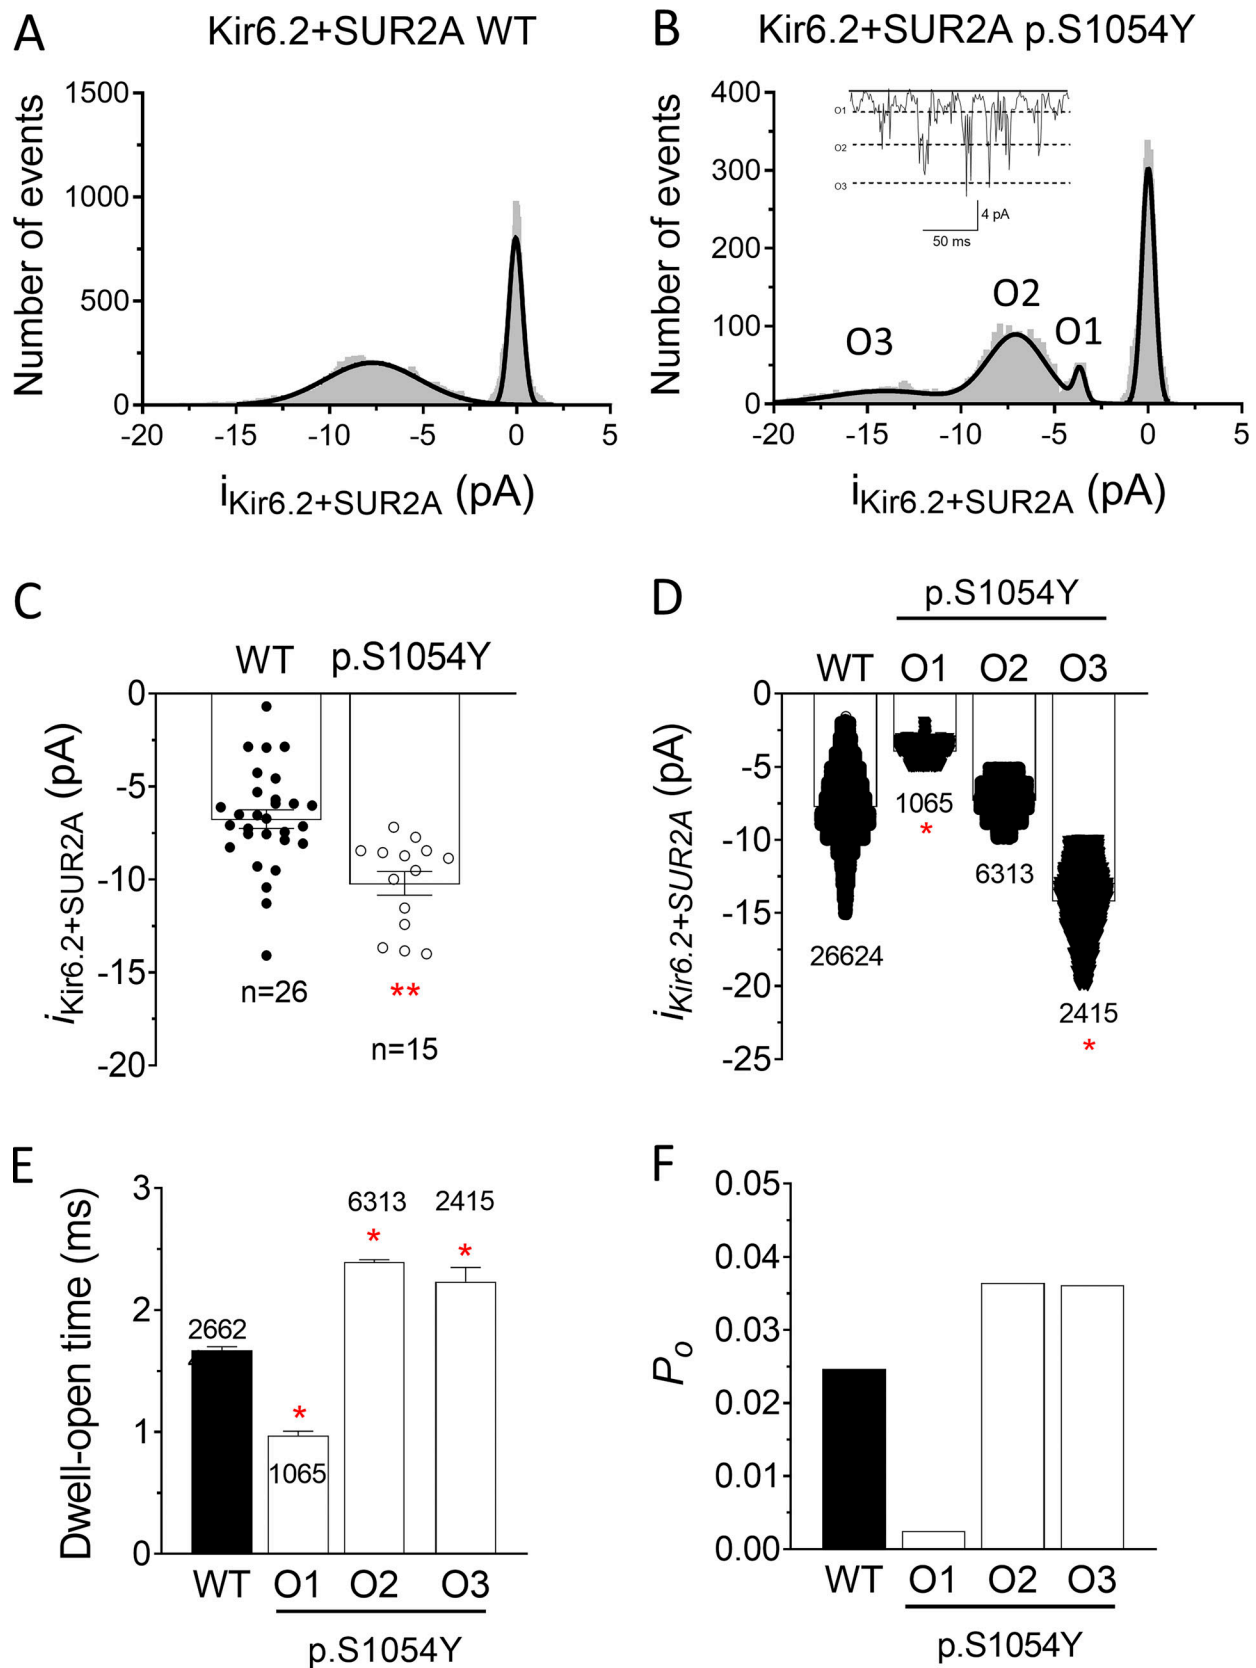 A
Kir6.2+SUR2A WT
Number of events
1500
1000
500
0
-20
-15
-10
-5
0
5
iKir6.2+SUR2A (pA)
B
Kir6.2+SUR2A p.S1054Y
Number of events
400
300
200
100
0
O1
O2
O3
4 pA
50 ms
O3
O2
O1
-20
-15
-10
-5
0
5
iKir6.2+SUR2A (pA)
C
WT
p.S1054Y
iKir6.2+SUR2A (pA)
0
-5
-10
-15
-20
n=26
**
n=15
D
p.S1054Y
WT
O1
O2
O3
iKir6.2+SUR2A (pA)
0
-5
-10
-15
-20
-25
26624
1065
*
6313
2415
*
E
Dwell-open time (ms)
3
2
1
0
2662
*
1065
6313
*
2415
*
WT
O1
O2
O3
p.S1054Y
F
Po
0.05
0.04
0.03
0.02
0.01
0.00
WT
O1
O2
O3
p.S1054Y